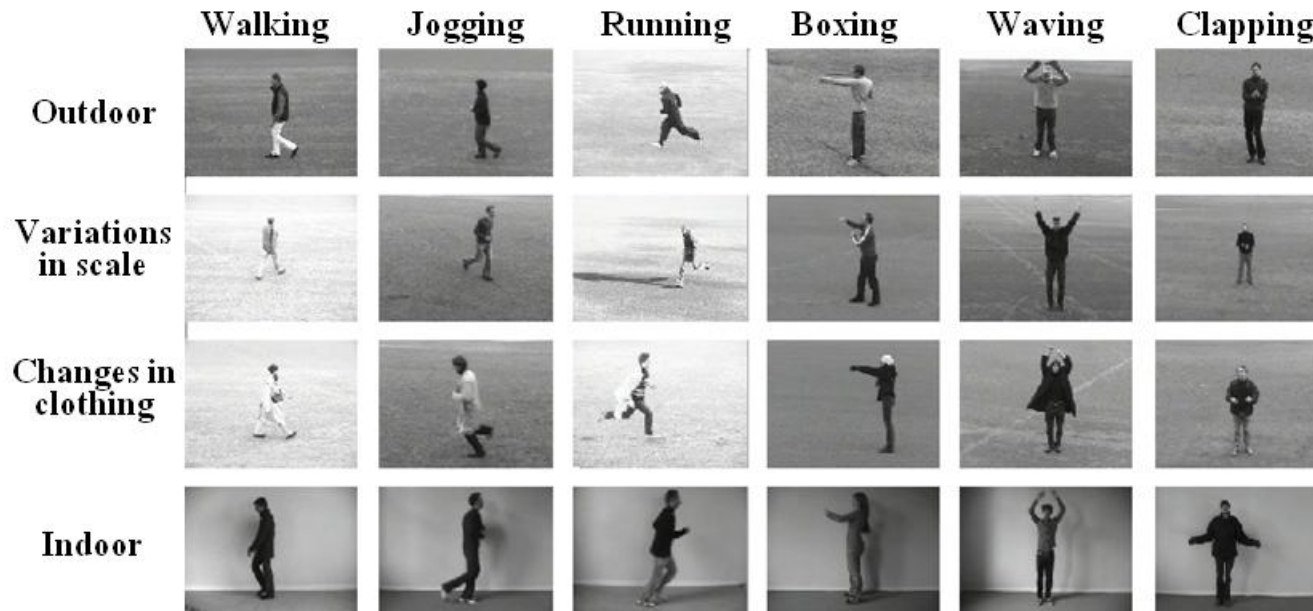 Walking Jogging Running Boxing Waving Clapping
Outdoor
Variations
in scale
Changes in
clothing
Indoor